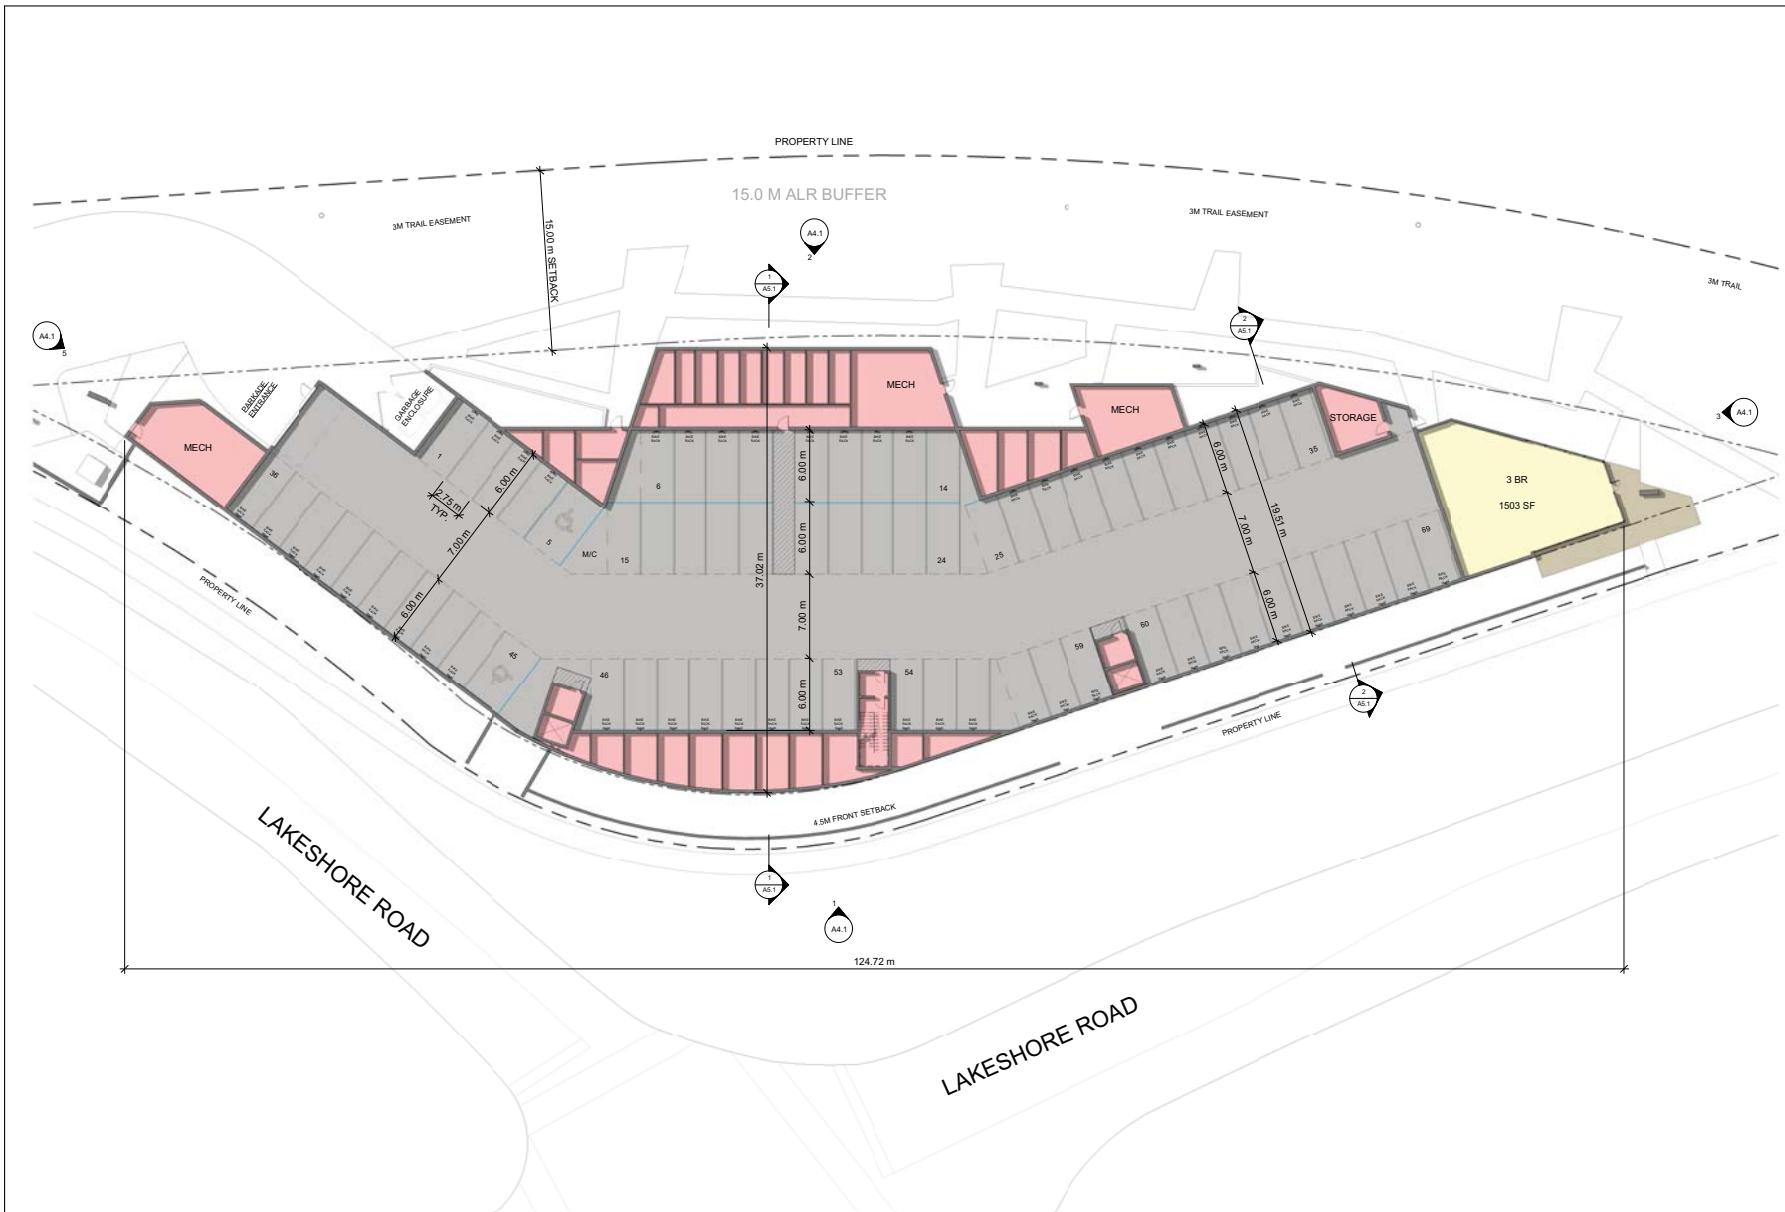 PROPERTY LINE
15.0 M ALR BUFFER
3M TRAIL EASEMENT
3M TRAIL EASEMENT
3M TRAIL
15.00 m SETBACK
A4.1
2
1
A5.1
2
A5.1
A4.1
5
3
A4.1
PARKADE
ENTRANCE
GARBAGE
ENCLOSURE
MECH
MECH
MECH
STORAGE
3 BR
1503 SF
36
1
2.75 m
TYP.
6.00 m
7.00 m
6.00 m
5
M/C
6
14
15
24
25
35
69
6.00 m
6.00 m
37.02 m
7.00 m
6.00 m
6.00 m
7.00 m
6.00 m
19.51 m
45
46
53
54
59
60
PROPERTY LINE
PROPERTY LINE
4.5M FRONT SETBACK
2
A5.1
1
A5.1
1
A4.1
124.72 m
LAKESHORE ROAD
LAKESHORE ROAD